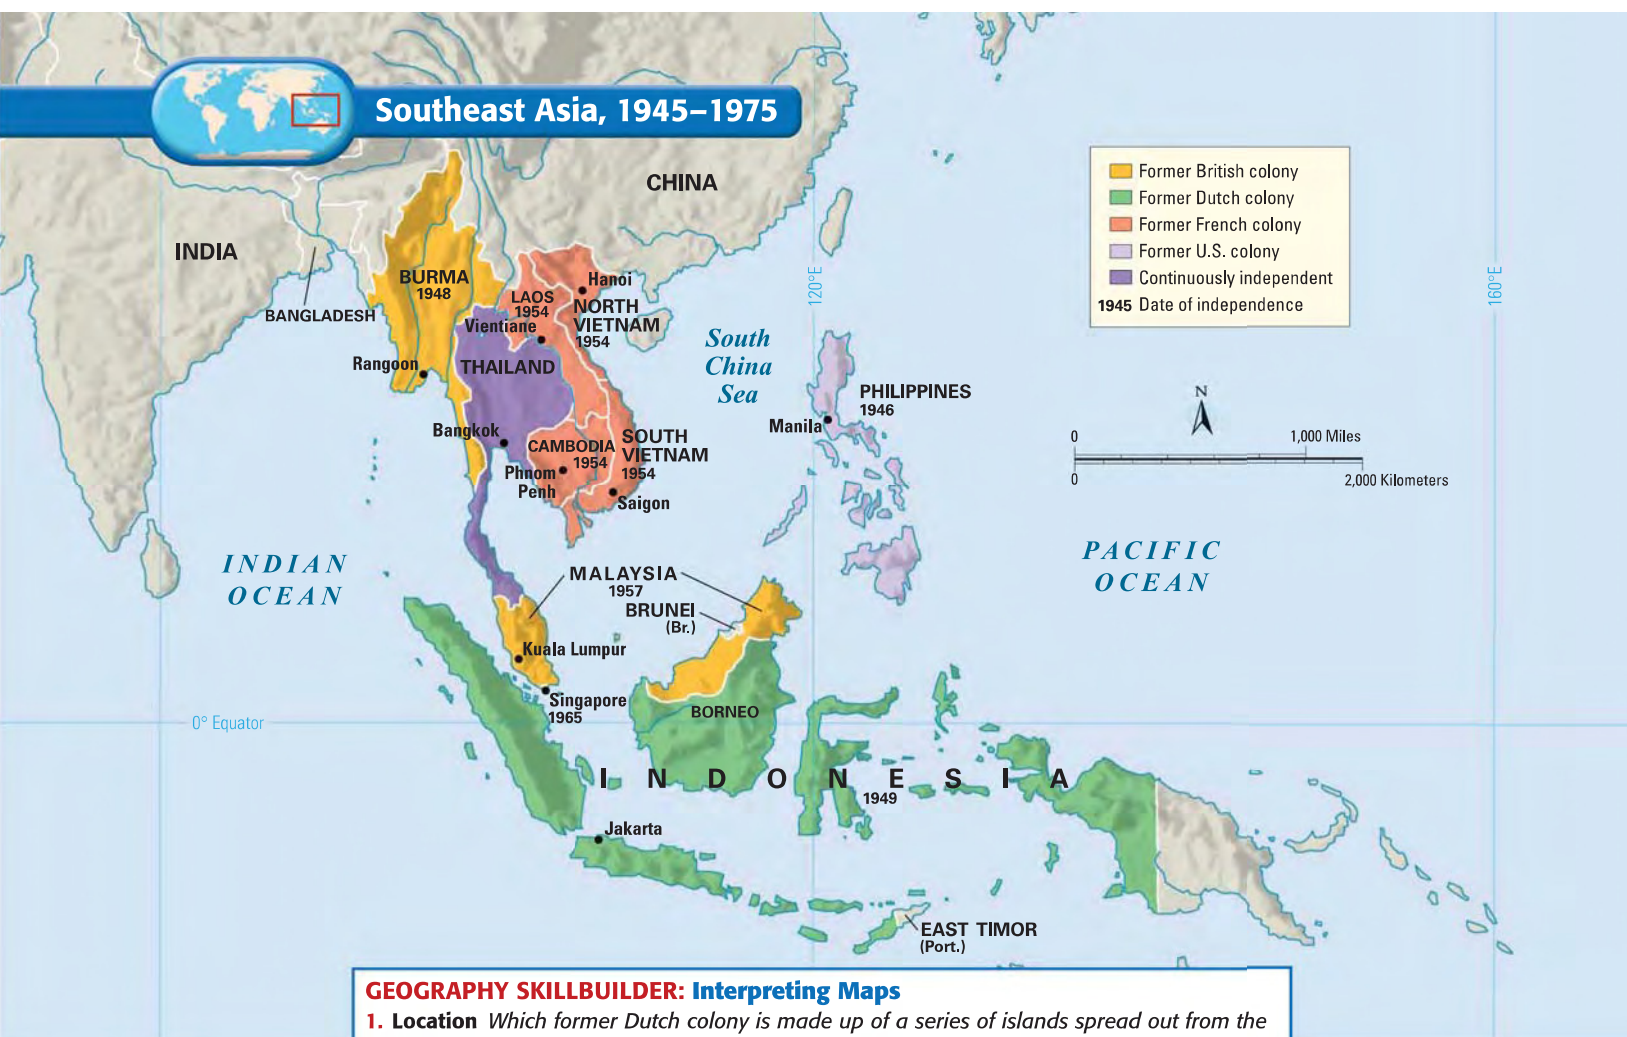 Southeast Asia, 1945–1975
CHINA
INDIA
BANGLADESH
BURMA
1948
Rangoon
LAOS
1954
Vientiane
Hanoi
NORTH
VIETNAM
1954
THAILAND
Bangkok
CAMBODIA
1954
Phnom
Penh
SOUTH
VIETNAM
1954
Saigon
South
China
Sea
120°E
160°E
Former British colony
Former Dutch colony
Former French colony
Former U.S. colony
Continuously independent
1945 Date of independence
PHILIPPINES
1946
Manila
N
0 1,000 Miles
0 2,000 Kilometers
INDIAN
OCEAN
PACIFIC
OCEAN
MALAYSIA
1957
BRUNEI
(Br.)
Kuala Lumpur
Singapore
1965
0° Equator
BORNEO
INDONESIA
1949
Jakarta
EAST TIMOR
(Port.)
GEOGRAPHY SKILLBUILDER: Interpreting Maps
1. Location Which former Dutch colony is made up of a series of islands spread out from the